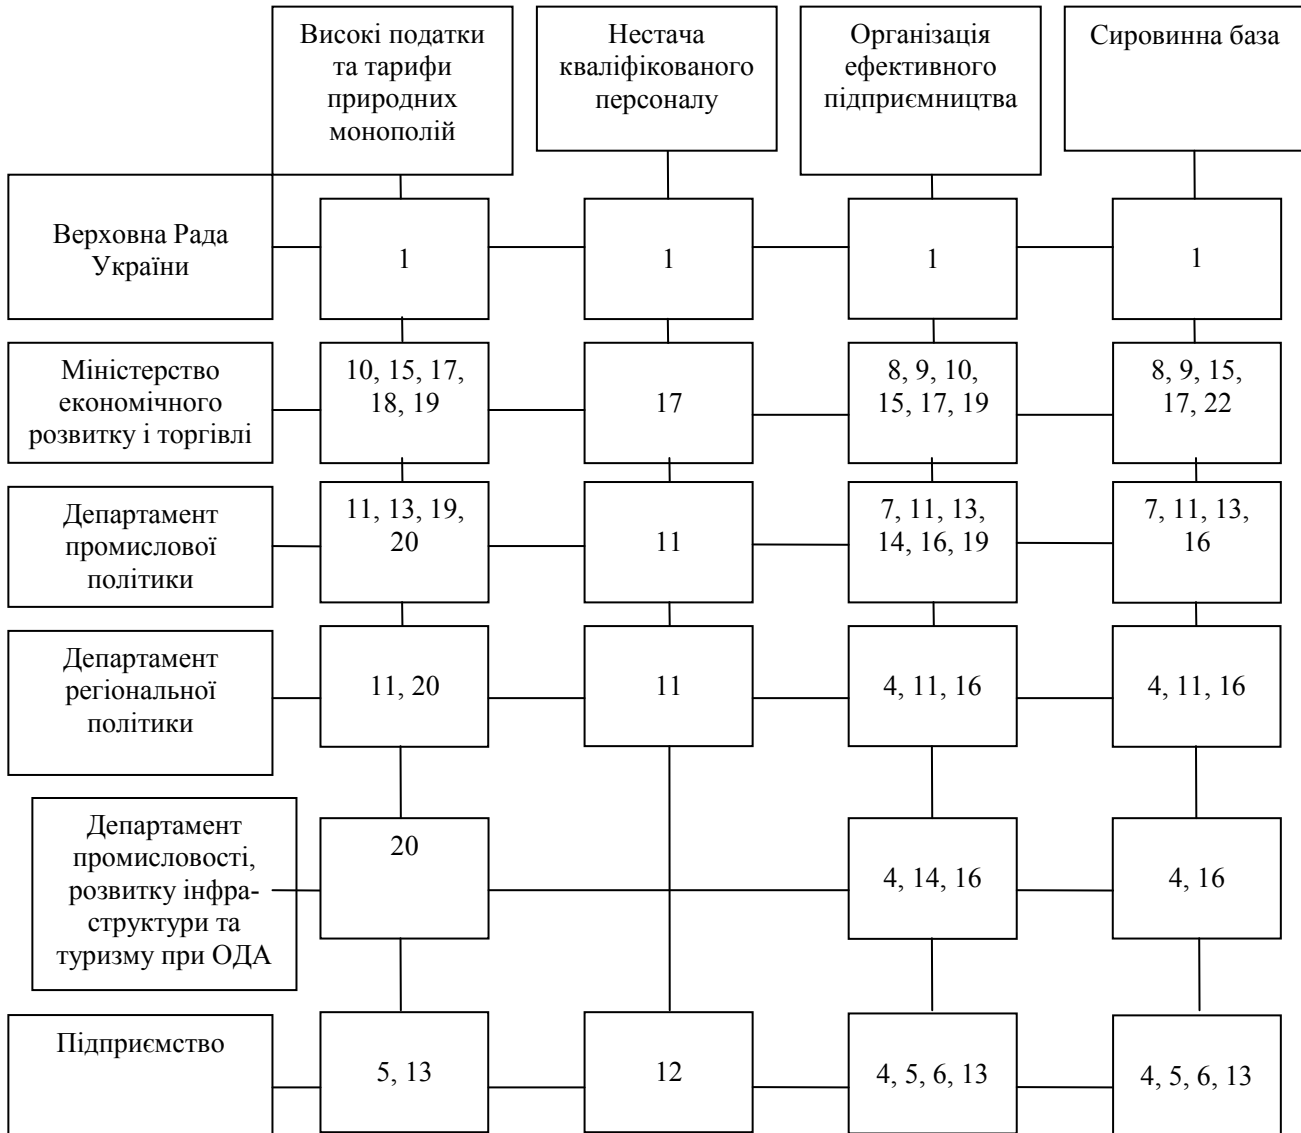 Високі податки
та тарифи
природних
монополій
Нестача
кваліфікованого
персоналу
Організація
ефективного
підприємництва
Сировинна база
Верховна Рада
України
1
1
1
1
Міністерство
економічного
розвитку і торгівлі
10, 15, 17,
18, 19
17
8, 9, 10,
15, 17, 19
8, 9, 15,
17, 22
Департамент
промислової
політики
11, 13, 19,
20
11
7, 11, 13,
14, 16, 19
7, 11, 13,
16
Департамент
регіональної
політики
11, 20
11
4, 11, 16
4, 11, 16
Департамент
промисловості,
розвитку інфра-
структури та
туризму при ОДА
20
4, 14, 16
4, 16
Підприємство
5, 13
12
4, 5, 6, 13
4, 5, 6, 13